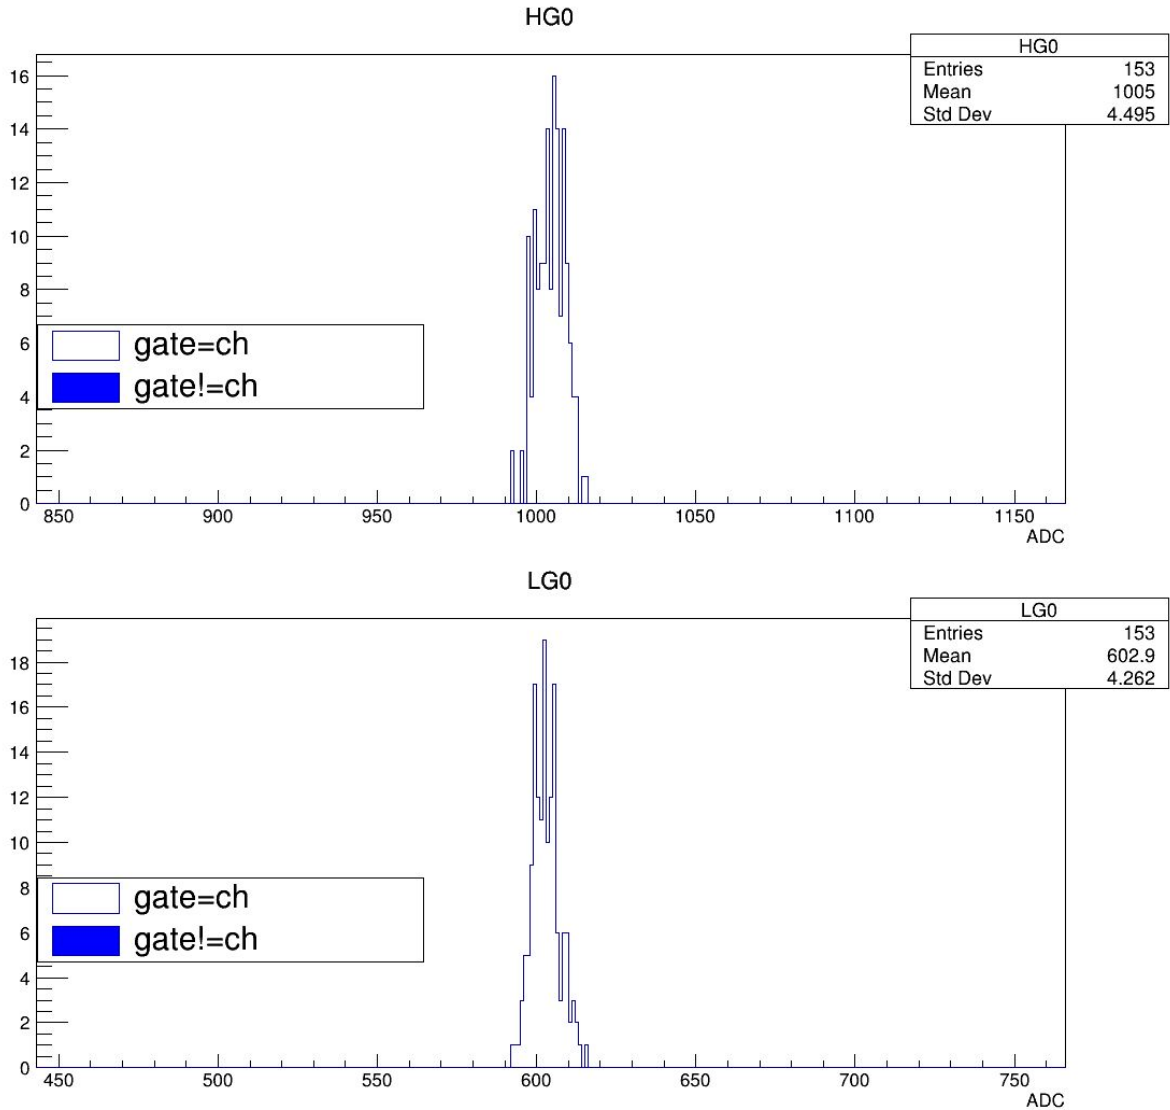 HG0
HG0
Entries 153
Mean 1005
Std Dev 4.495
16
14
12
10
8
6
4
2
0
gate=ch
gate!=ch
850 900 950 1000 1050 1100 1150
ADC
LG0
LG0
Entries 153
Mean 602.9
Std Dev 4.262
18
16
14
12
10
8
6
4
2
0
gate=ch
gate!=ch
450 500 550 600 650 700 750
ADC